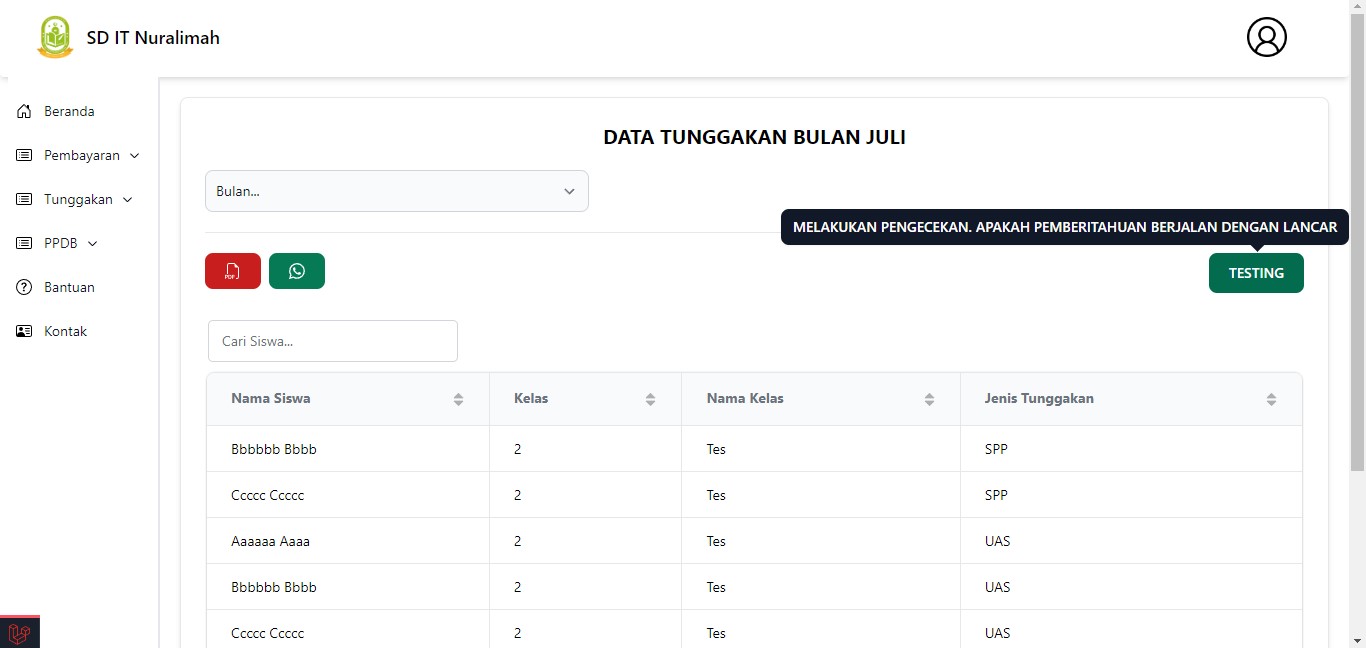 SD IT Nuralimah
Beranda
Pembayaran
Tunggakan
PPDB
Bantuan
Kontak
DATA TUNGGAKAN BULAN JULI
Bulan...
MELAKUKAN PENGECEKAN. APAKAH PEMBERITAHUAN BERJALAN DENGAN LANCAR
PDF
TESTING
Cari Siswa...
Nama Siswa Kelas Nama Kelas Jenis Tunggakan
Bbbbbb Bbbb 2 Tes SPP
Ccccc Ccccc 2 Tes SPP
Aaaaaa Aaaa 2 Tes UAS
Bbbbbb Bbbb 2 Tes UAS
Ccccc Ccccc 2 Tes UAS